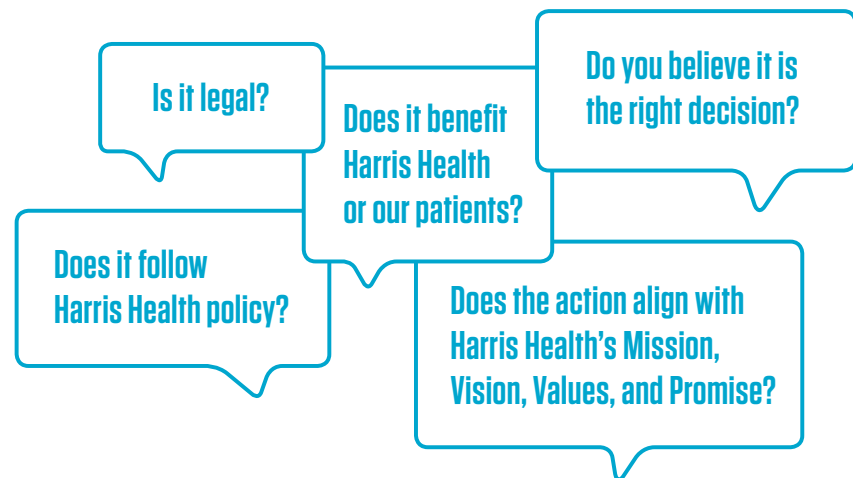 Is it legal?
Does it benefit
Harris Health
or our patients?
Do you believe it is
the right decision?
Does it follow
Harris Health policy?
Does the action align with
Harris Health’s Mission,
Vision, Values, and Promise?